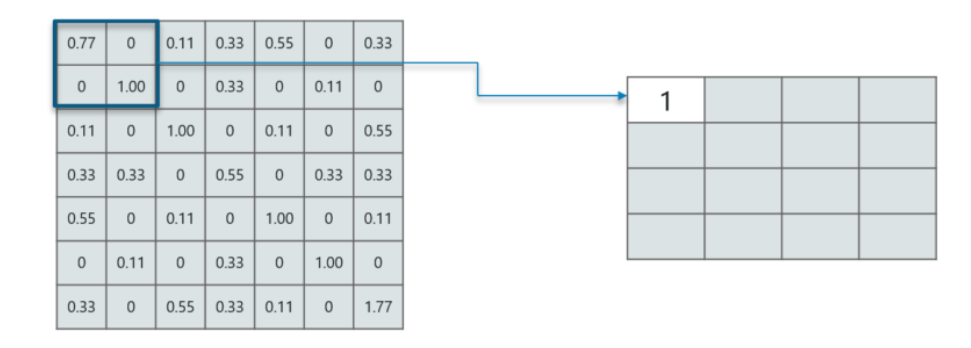 0.77 0 0.11 0.33 0.55 0 0.33
0 1.00 0 0.33 0 0.11 0
0.11 0 1.00 0 0.11 0 0.55
0.33 0.33 0 0.55 0 0.33 0.33
0.55 0 0.11 0 1.00 0 0.11
0 0.11 0 0.33 0 1.00 0
0.33 0 0.55 0.33 0.11 0 1.77
1